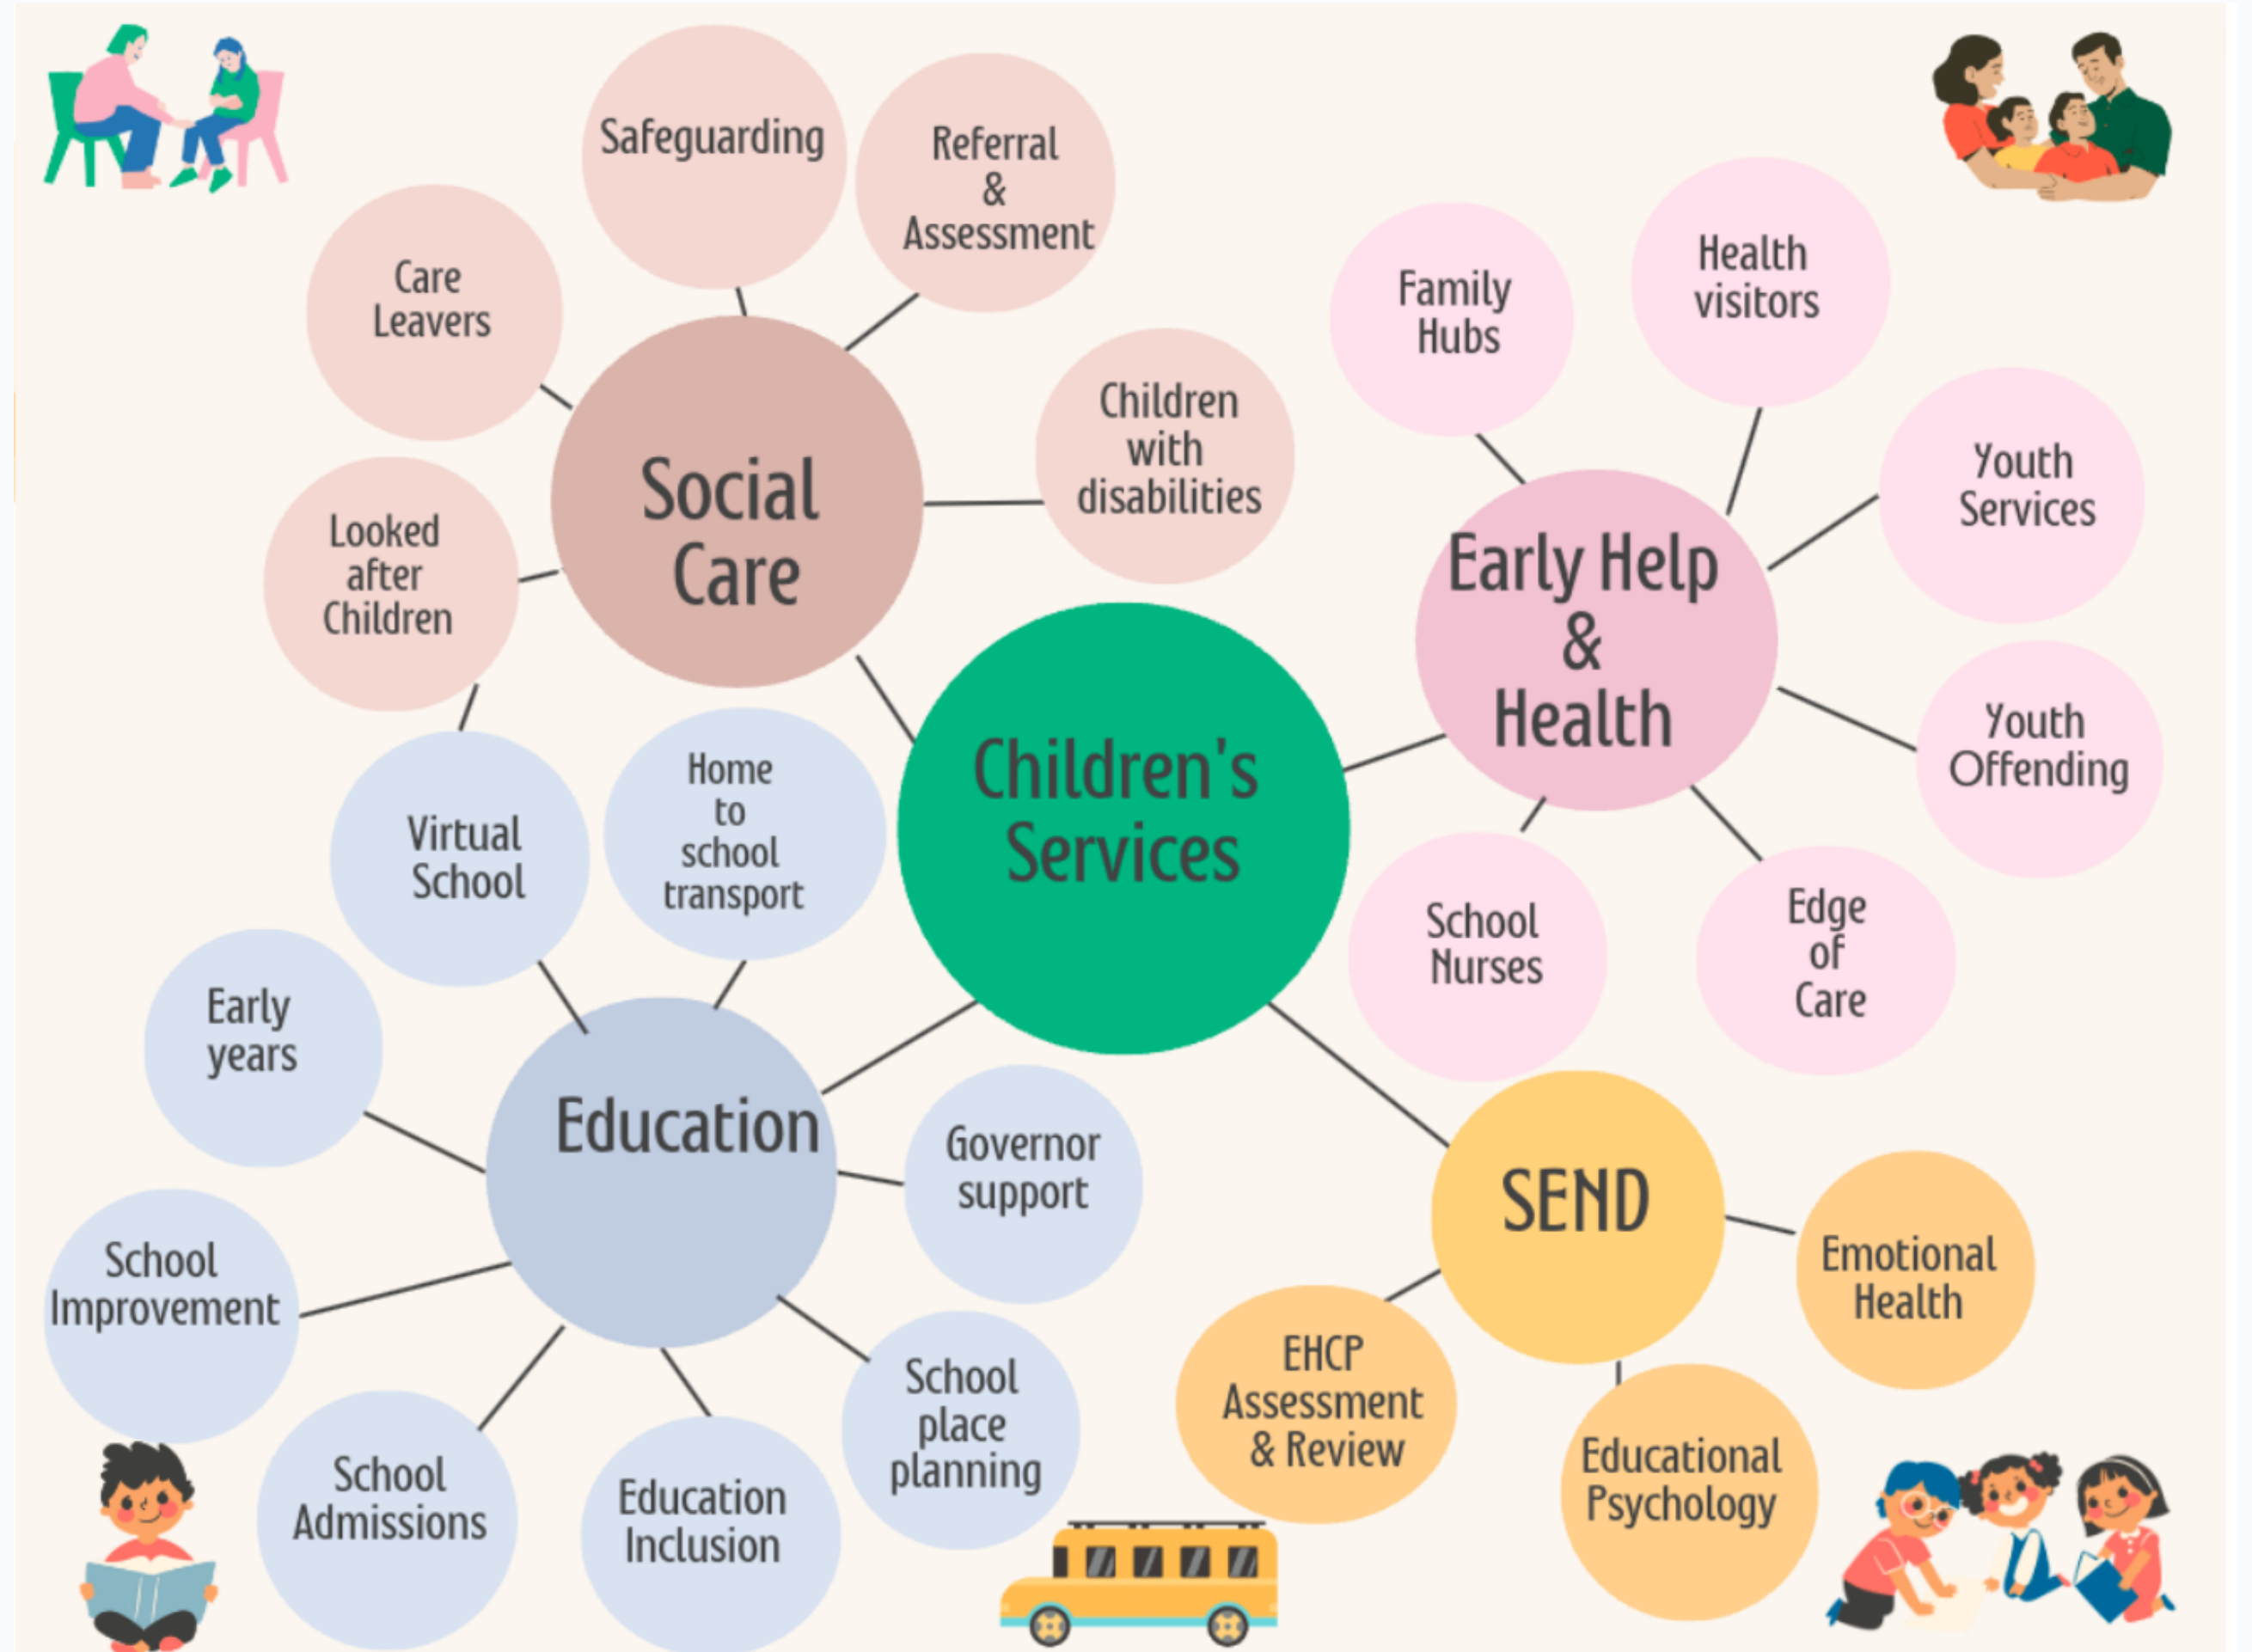 Safeguarding
Referral
&
Assessment
Care
Leavers
Social
Care
Children
with
disabilities
Looked
after
Children
Family
Hubs
Health
visitors
Youth
Services
Early Help
&
Health
Youth
Offending
School
Nurses
Edge
of
Care
Children's
Services
Virtual
School
Home
to
school
transport
Early
years
Education
Governor
support
School
Improvement
School
Admissions
Education
Inclusion
School
place
planning
SEND
Emotional
Health
EHCP
Assessment
& Review
Educational
Psychology